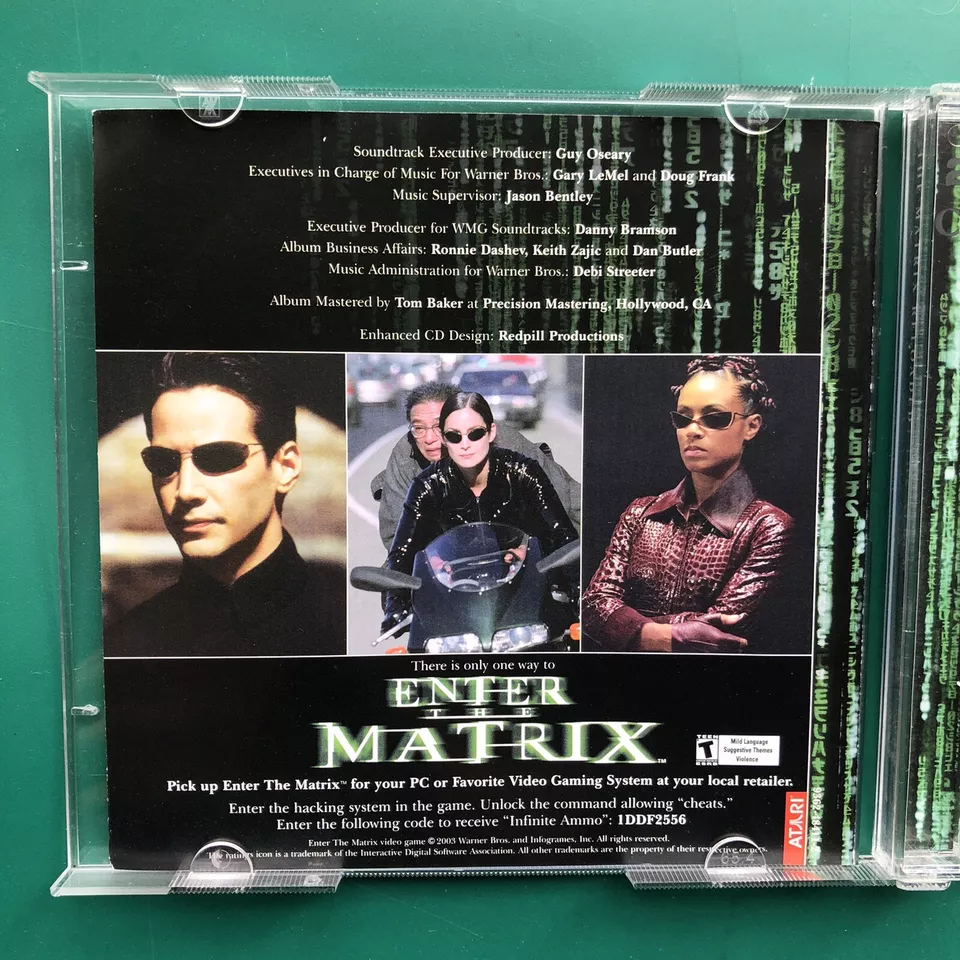 Soundtrack Executive Producer: Guy Oseary
Executives in Charge of Music For Warner Bros.: Gary LeMel and Doug Frank
Music Supervisor: Jason Bentley
Executive Producer for WMG Soundtracks: Danny Bramson
Album Business Affairs: Ronnie Dashev, Keith Zajic and Dan Butler
Music Administration for Warner Bros.: Debi Streeter
Album Mastered by Tom Baker at Precision Mastering, Hollywood, CA
Enhanced CD Design: Redpill Productions
There is only one way to
ENTER
THE
MATRIX™
TEEN
T
ESRB
Mild Language
Suggestive Themes
Violence
Pick up Enter The Matrix™ for your PC or Favorite Video Gaming System at your local retailer.
Enter the hacking system in the game. Unlock the command allowing “cheats.”
Enter the following code to receive “Infinite Ammo”: 1DDF2556
Enter The Matrix video game © 2003 Warner Bros. and Infogrames, Inc. All rights reserved.
The ratings icon is a trademark of the Interactive Digital Software Association. All other trademarks are the property of their respective owners.
ATARI